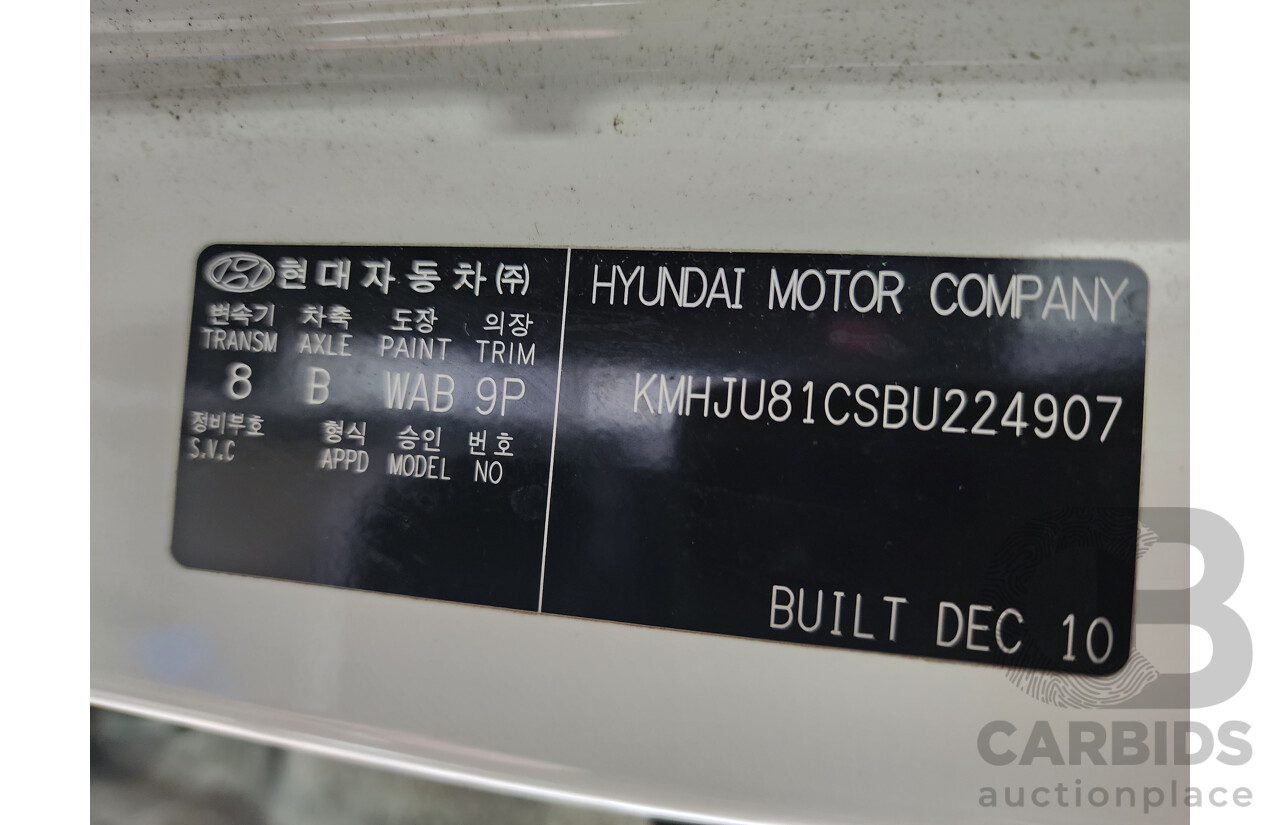 현대자동차(주)
변속기 차축 도장 의장
TRANSM AXLE PAINT TRIM
8 B WAB 9P
정비부호 형식 승인 번호
S.V.C APPD MODEL NO
HYUNDAI MOTOR COMPANY
KMHJU81CSBU224907
BUILT DEC 10
CARBIDS
auctionplace